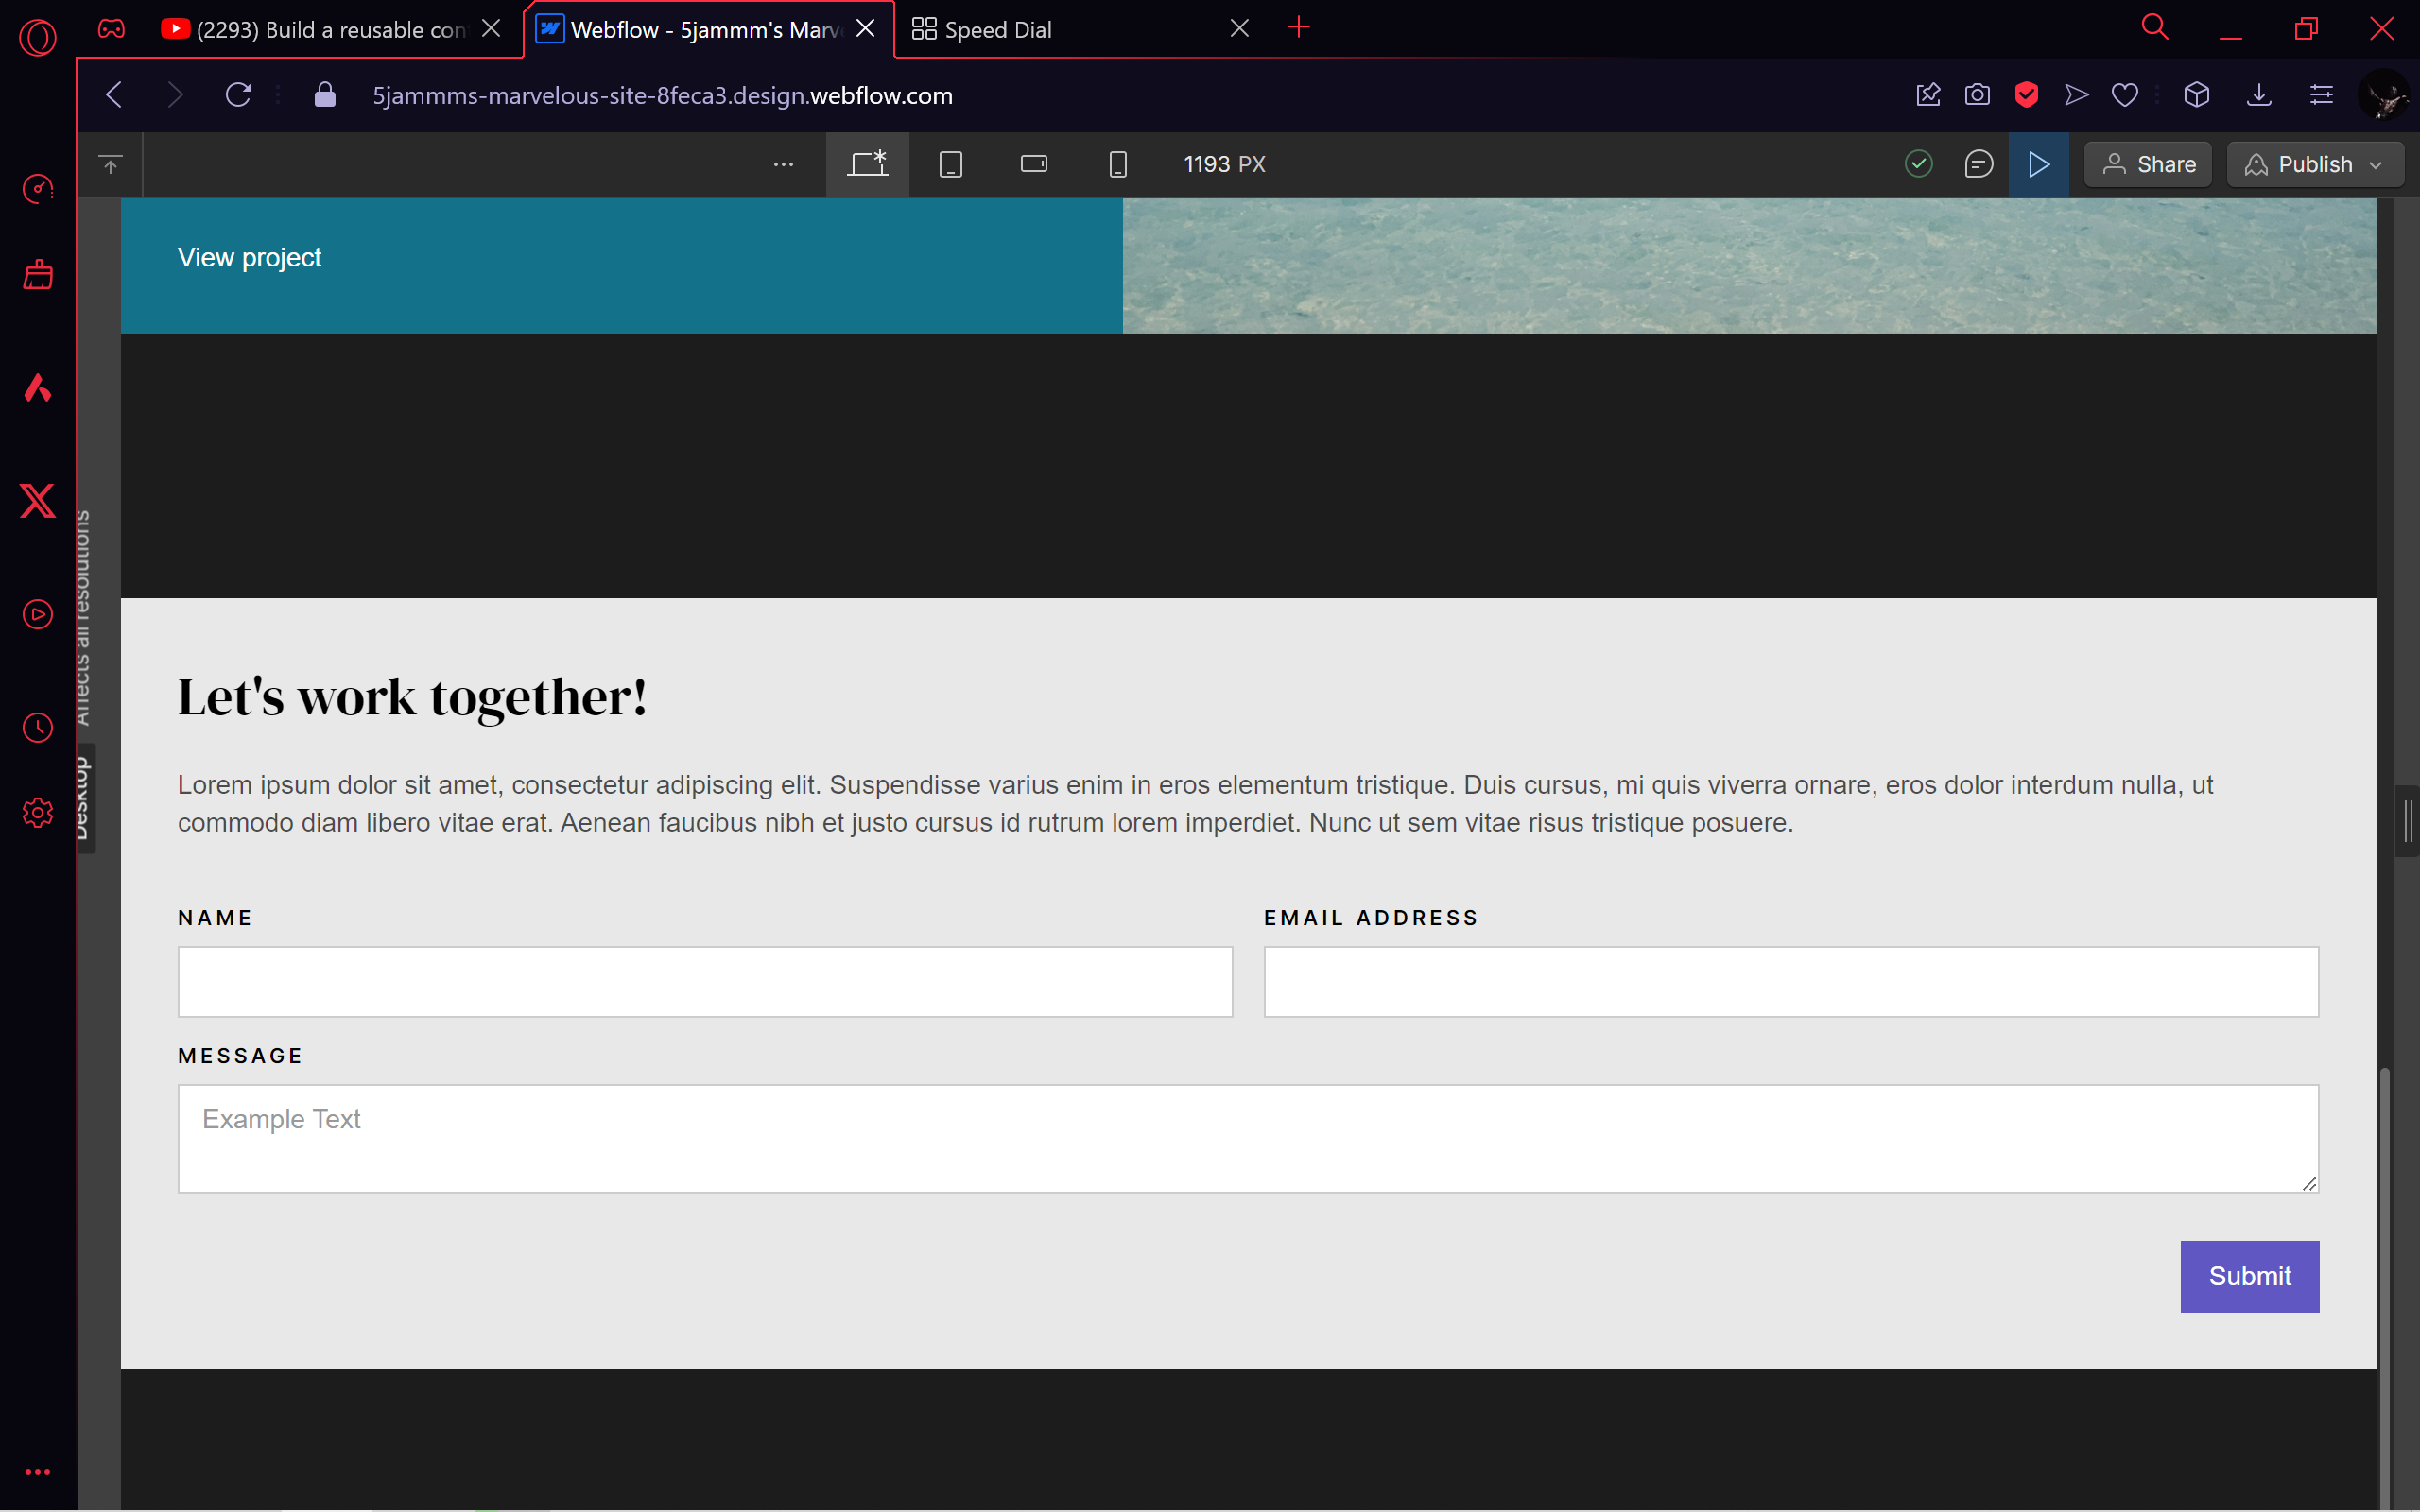 (2293) Build a reusable con
Webflow - 5jammm's Marv
Speed Dial
5jammms-marvelous-site-8feca3.design.webflow.com
1193 PX
Share
Publish
View project
Affects all resolutions
Desktop
Let's work together!
Lorem ipsum dolor sit amet, consectetur adipiscing elit. Suspendisse varius enim in eros elementum tristique. Duis cursus, mi quis viverra ornare, eros dolor interdum nulla, ut
commodo diam libero vitae erat. Aenean faucibus nibh et justo cursus id rutrum lorem imperdiet. Nunc ut sem vitae risus tristique posuere.
NAME
EMAIL ADDRESS
MESSAGE
Example Text
Submit